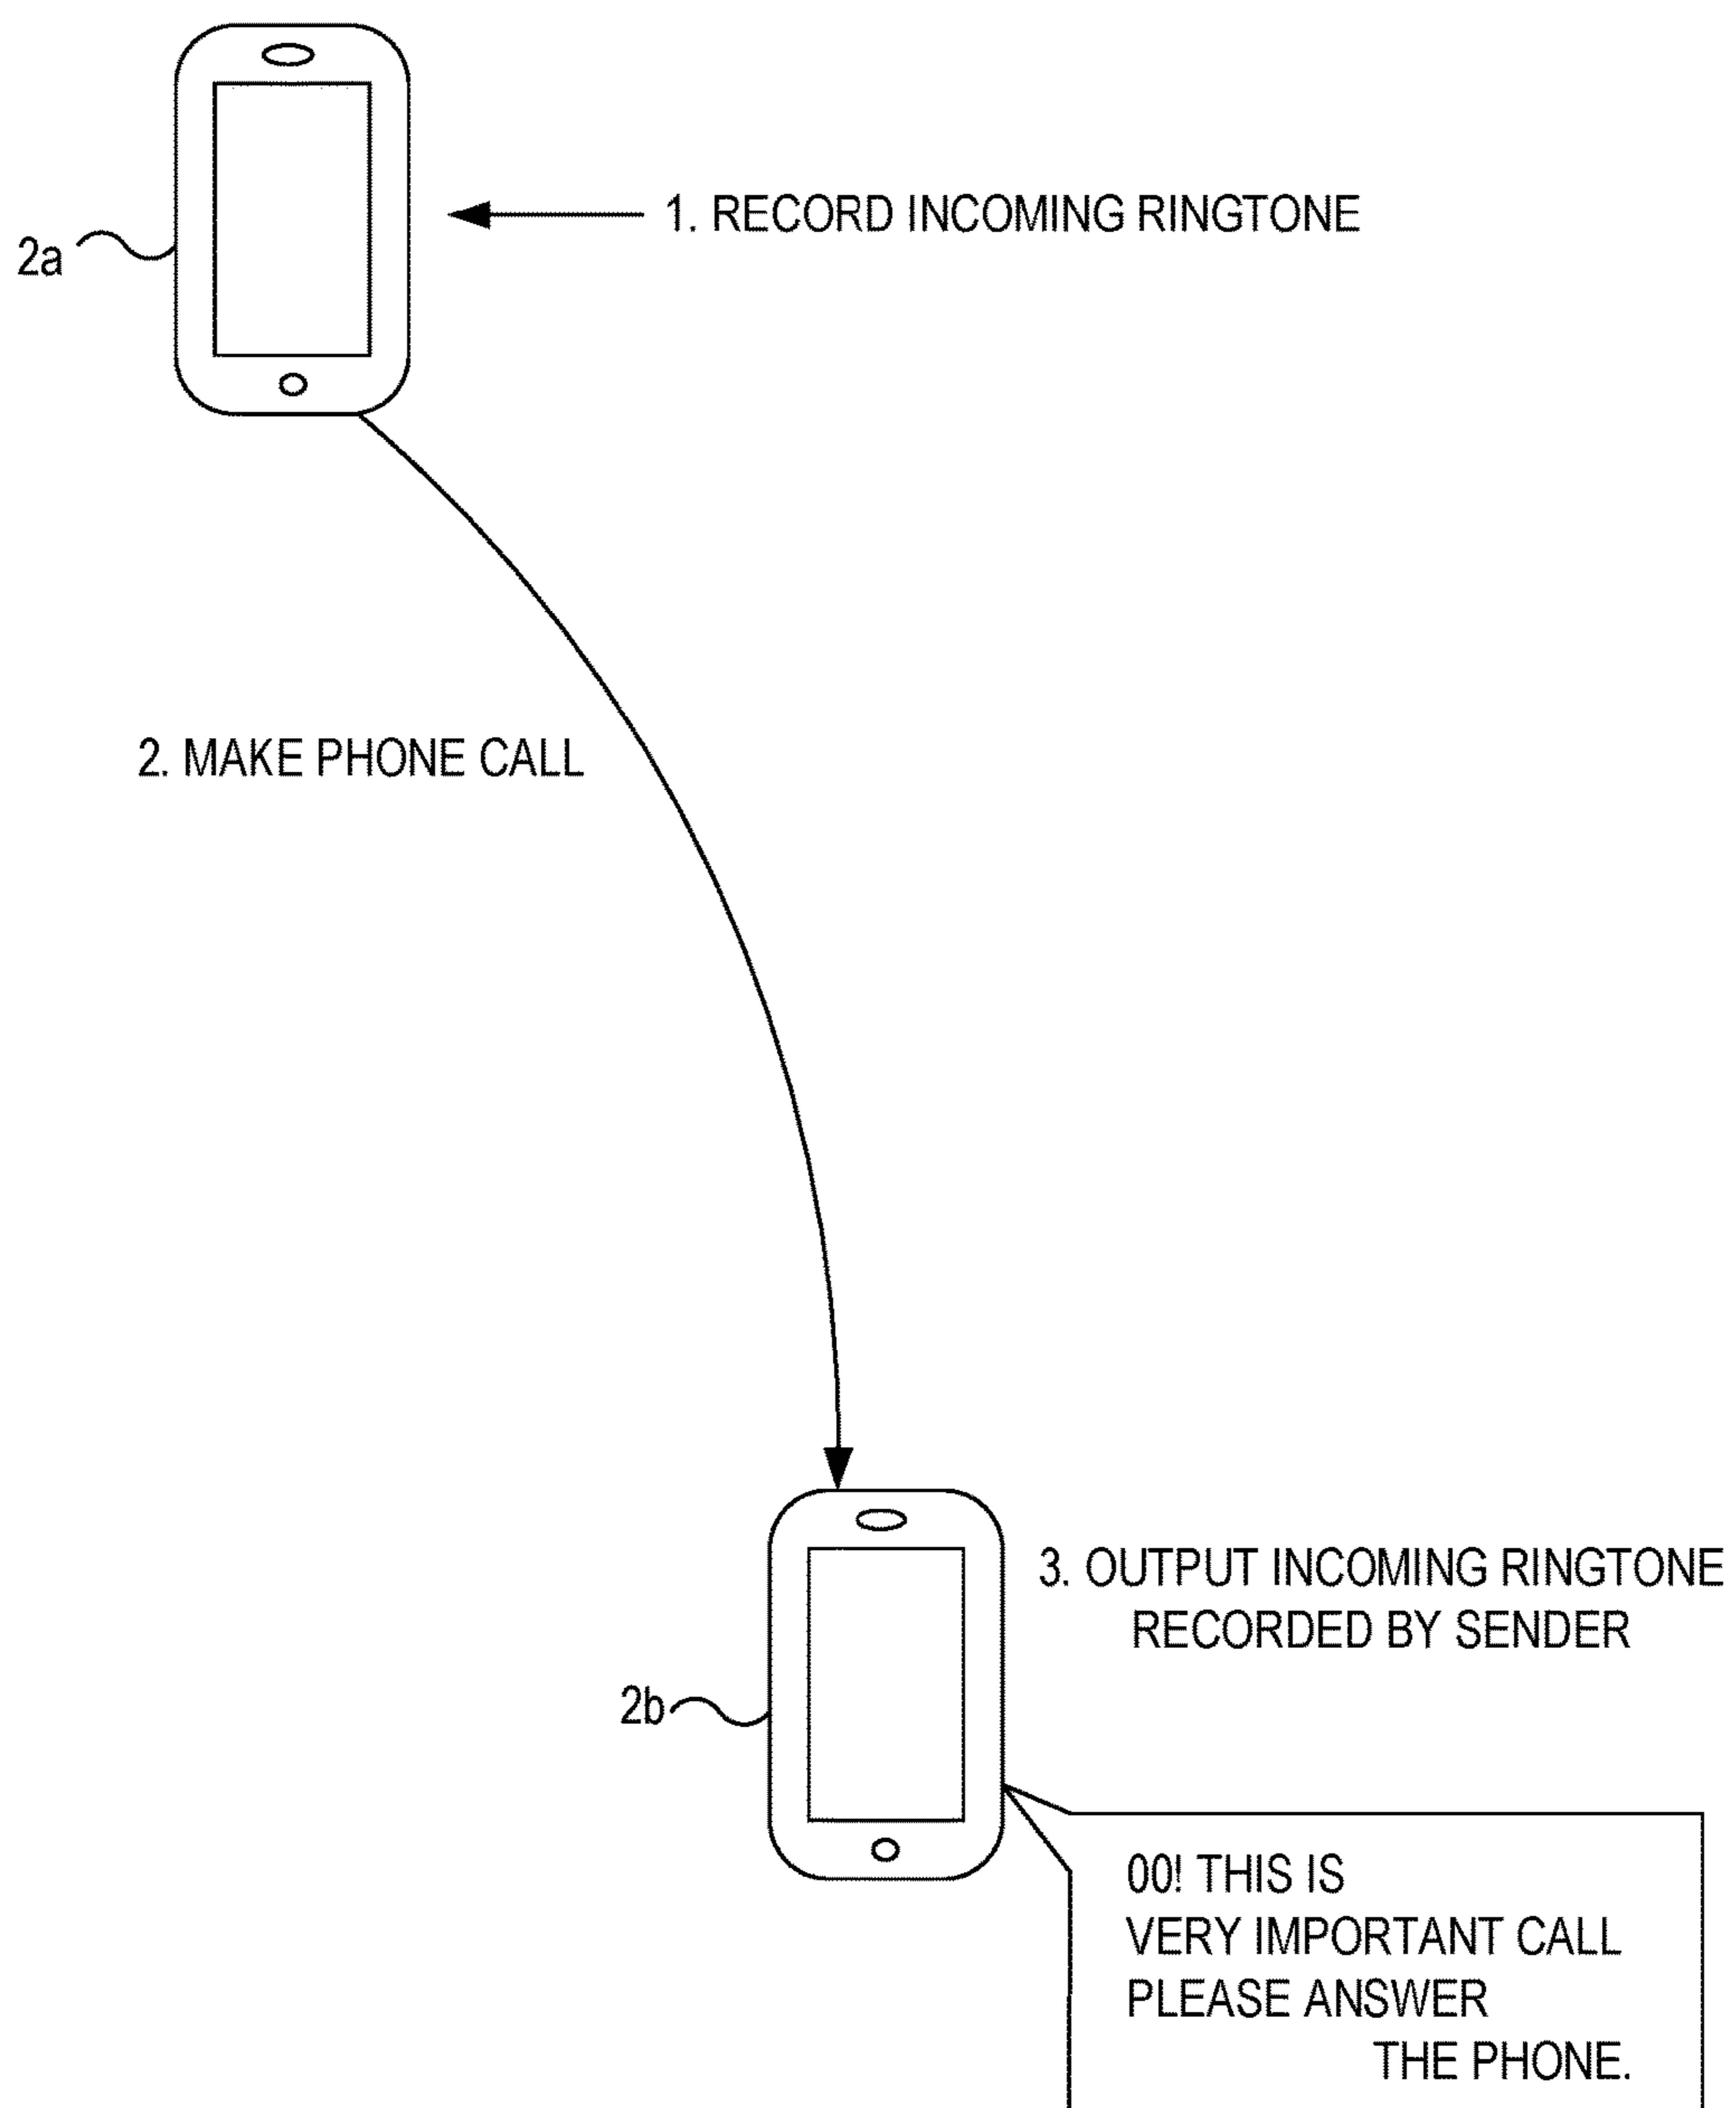 1. RECORD INCOMING RINGTONE
2a
2. MAKE PHONE CALL
3. OUTPUT INCOMING RINGTONE
RECORDED BY SENDER
2b
00! THIS IS
VERY IMPORTANT CALL
PLEASE ANSWER
THE PHONE.